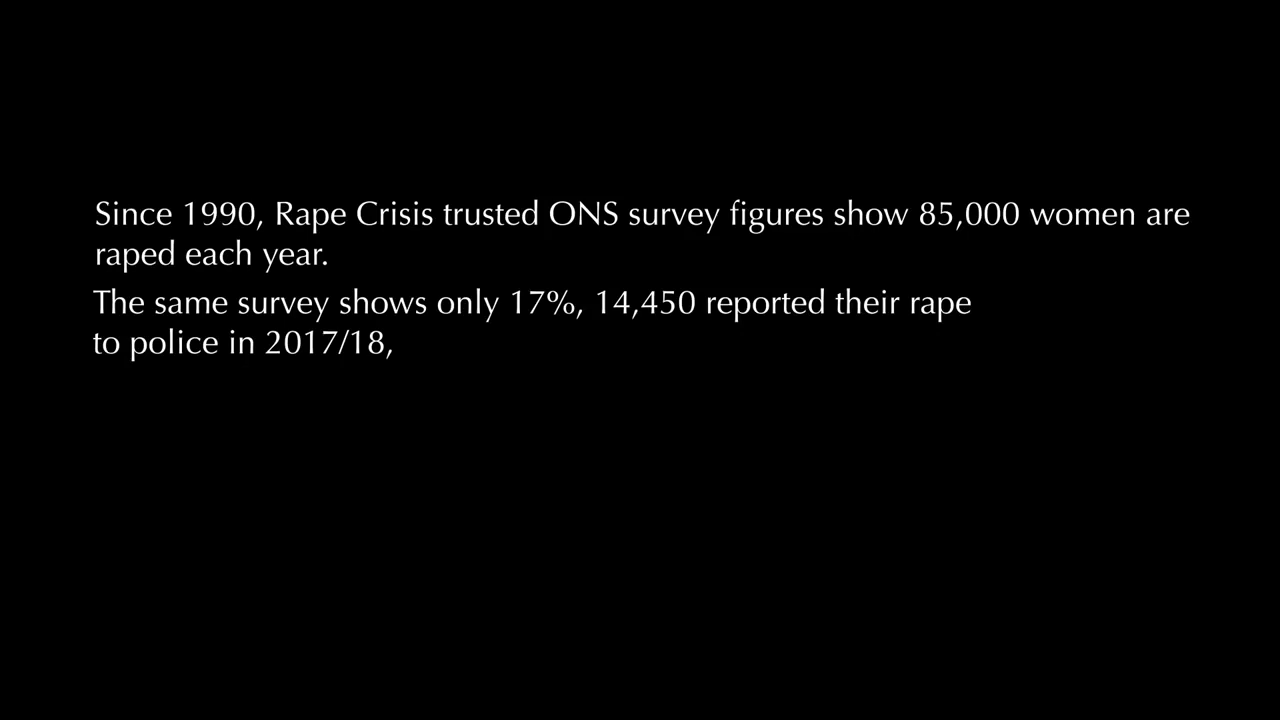 Since 1990, Rape Crisis trusted ONS survey figures show 85,000 women are
raped each year.
The same survey shows only 17%, 14,450 reported their rape
to police in 2017/18,